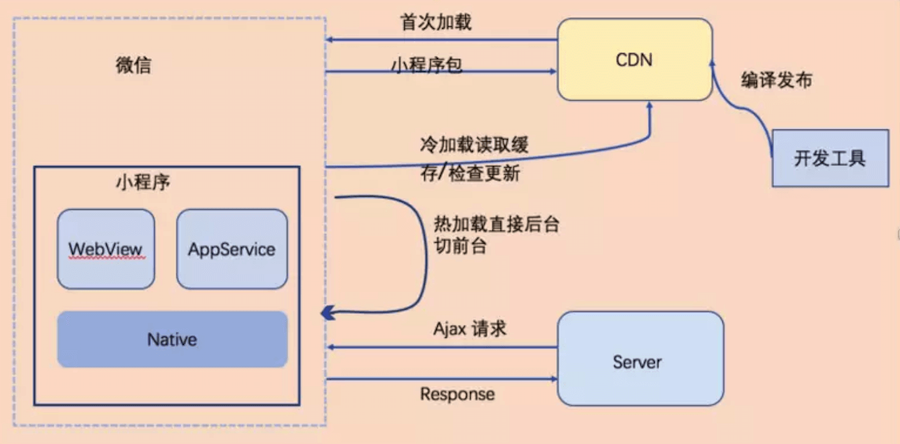 首次加载
CDN
微信
小程序包
编译发布
冷加载读取缓
存/检查更新
开发工具
小程序
WebView
AppService
热加载直接后台
切前台
Native
Ajax 请求
Server
Response